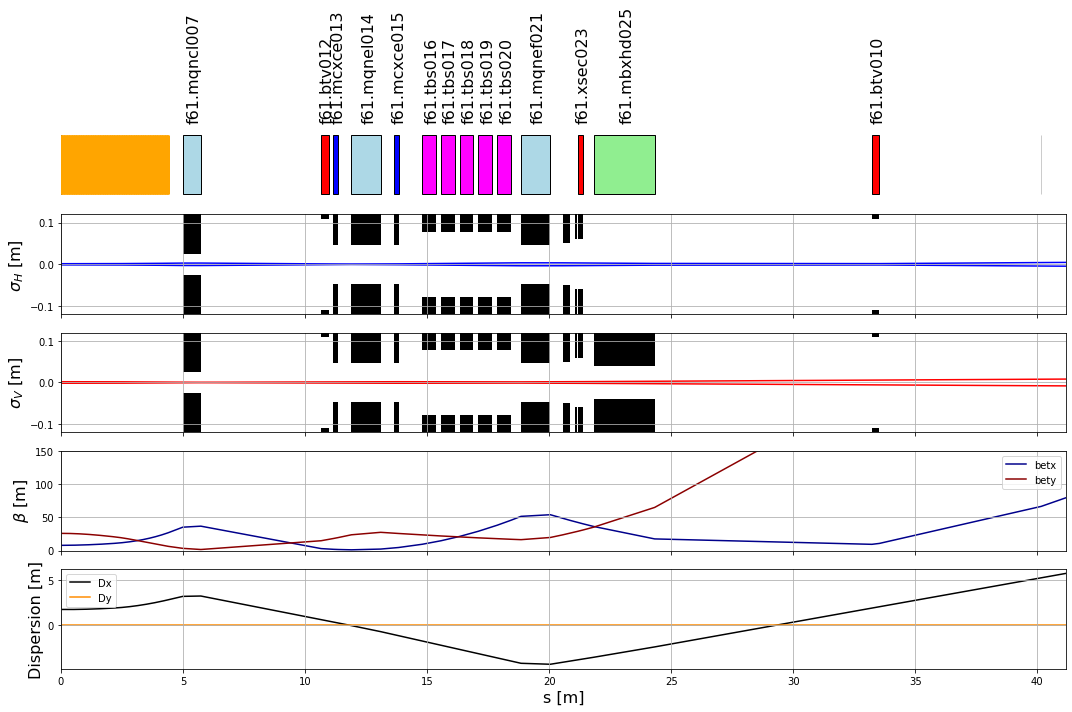 f61.mqncl007
f61.btv012
f61.mcxce013
f61.mqnel014
f61.mcxce015
f61.tbs016
f61.tbs017
f61.tbs018
f61.tbs019
f61.tbs020
f61.mqnef021
f61.xsec023
f61.mbxhd025
f61.btv010
σH [m]
0.1
0.0
−0.1
σV [m]
0.1
0.0
−0.1
β [m]
150
100
50
0
betx
bety
Dispersion [m]
5
0
Dx
Dy
0 5 10 15 20 25 30 35 40
s [m]